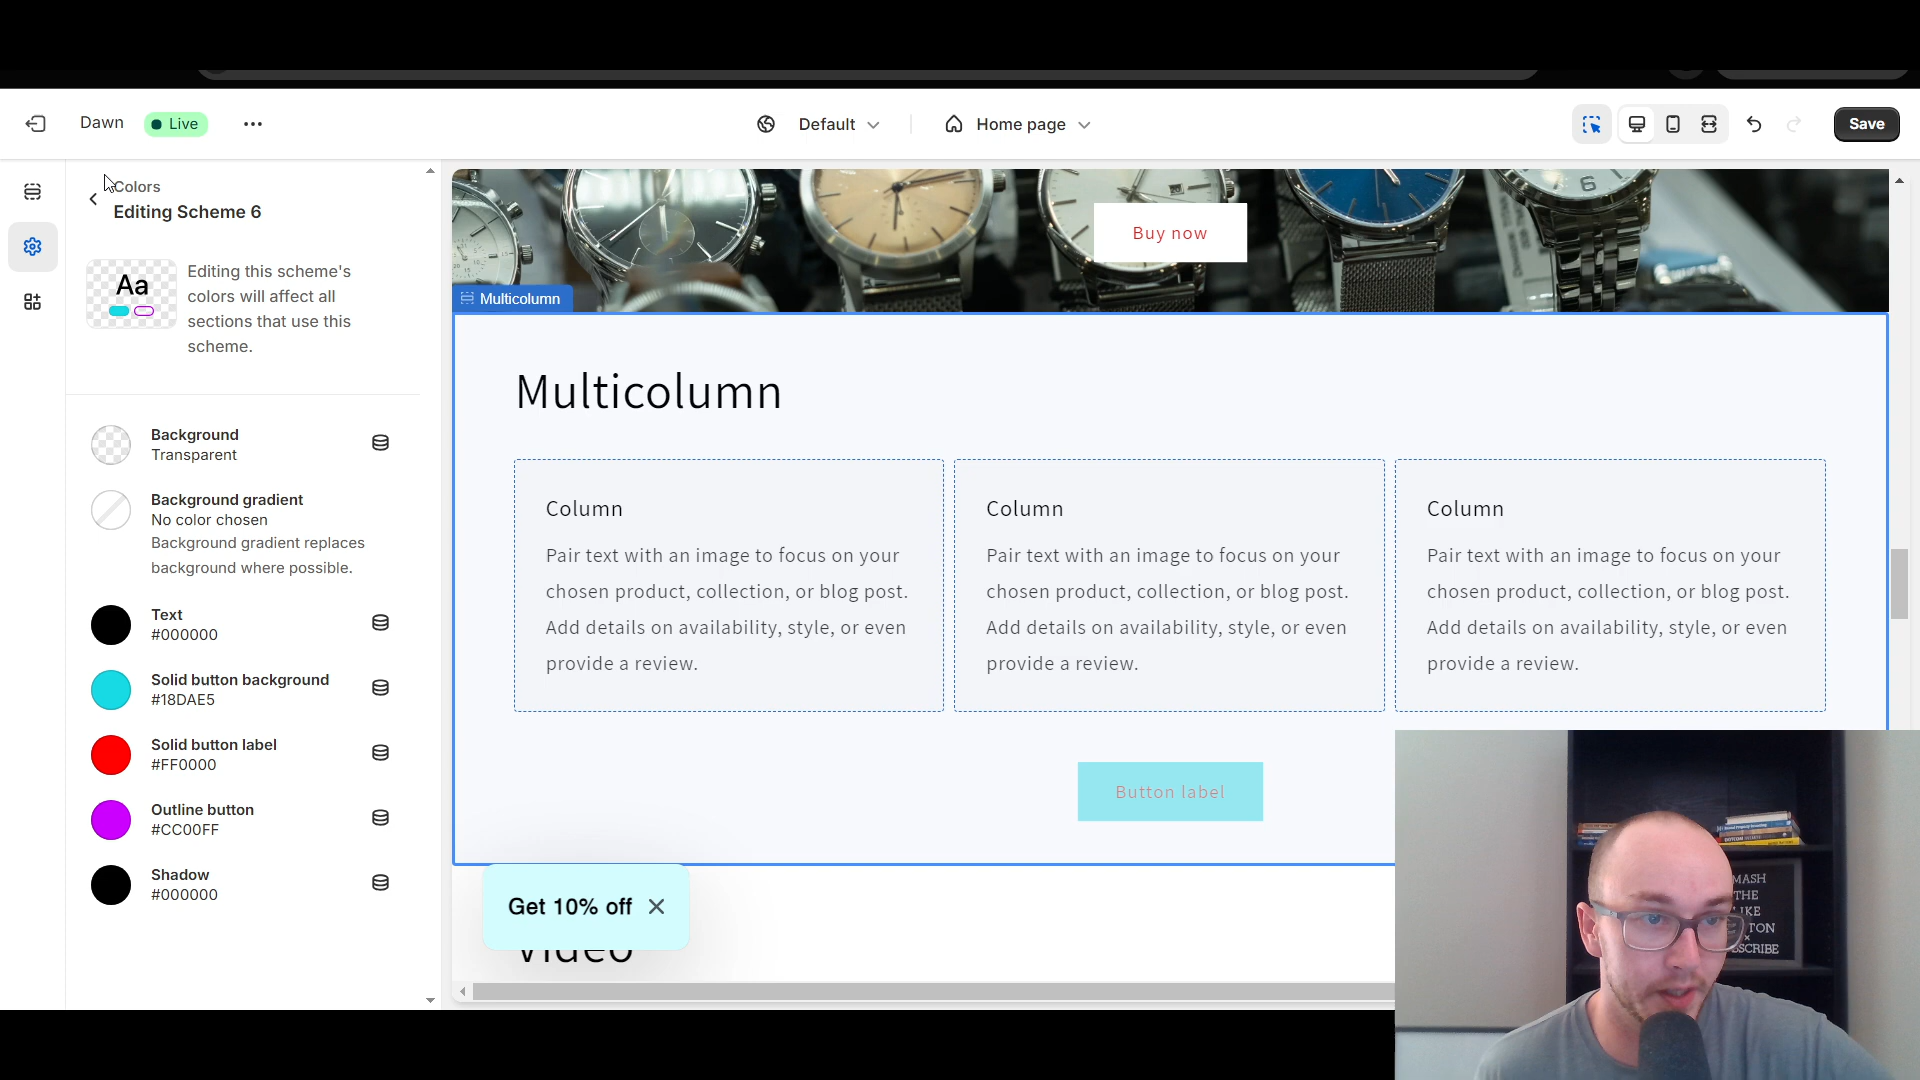 Dawn
Live
Default
Home page
Save
Colors
Editing Scheme 6
Aa
Editing this scheme's
colors will affect all
sections that use this
scheme.
Background
Transparent
Background gradient
No color chosen
Background gradient replaces
background where possible.
Text
#000000
Solid button background
#18DAE5
Solid button label
#FF0000
Outline button
#CC00FF
Shadow
#000000
Buy now
Multicolumn
Multicolumn
Column
Pair text with an image to focus on your
chosen product, collection, or blog post.
Add details on availability, style, or even
provide a review.
Column
Pair text with an image to focus on your
chosen product, collection, or blog post.
Add details on availability, style, or even
provide a review.
Column
Pair text with an image to focus on your
chosen product, collection, or blog post.
Add details on availability, style, or even
provide a review.
Button label
Get 10% off
Video
MASH
THE
IKE
TON
BSCRIBE